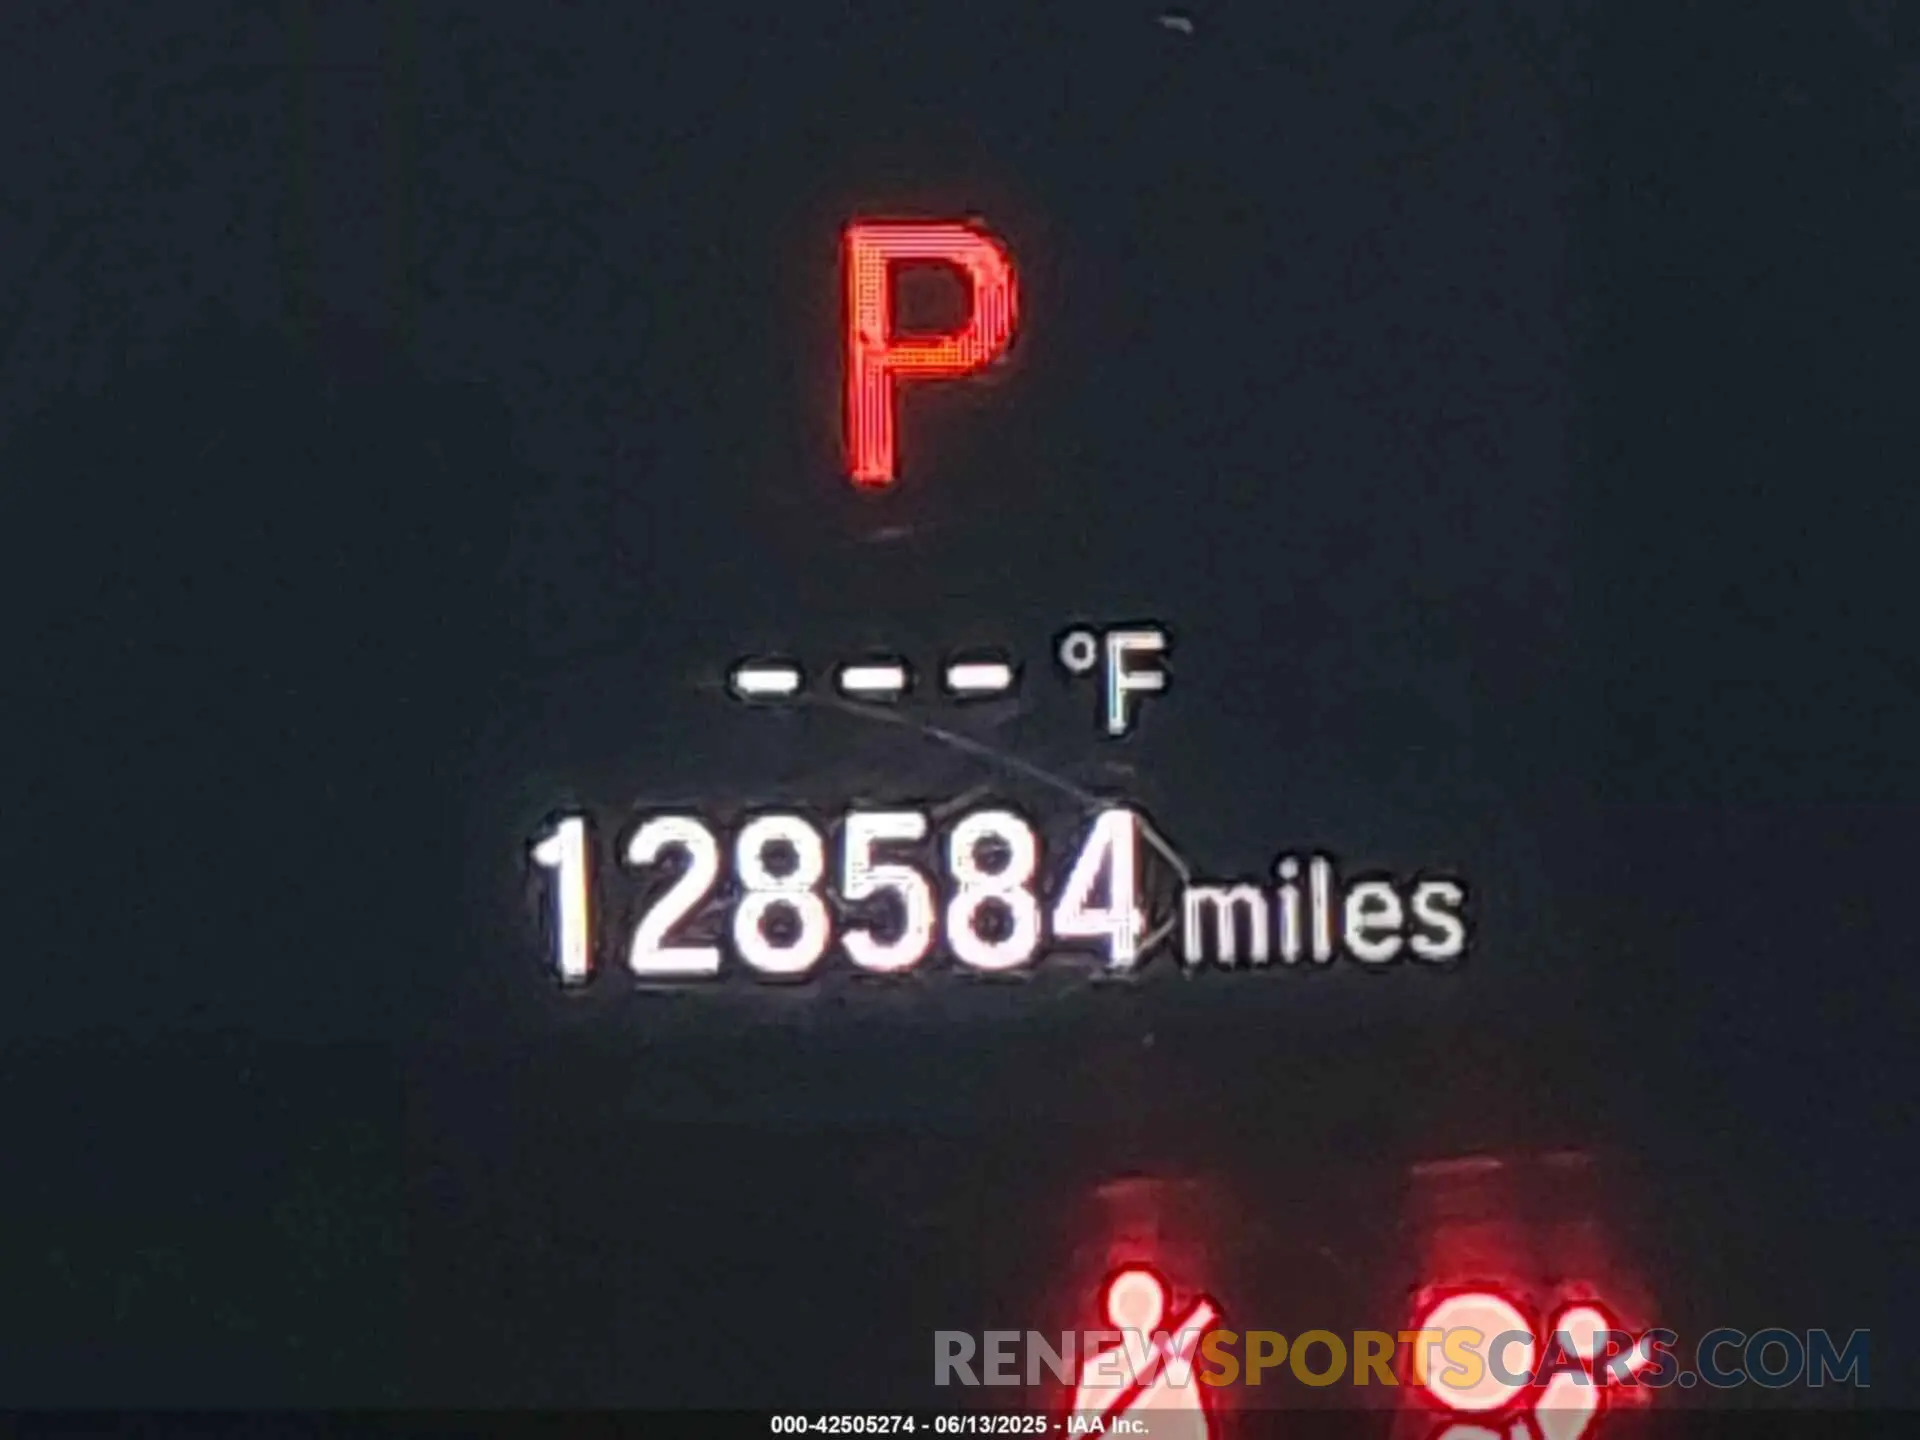 P
--- °F
128584 miles
RENEWSPORTSCARS.COM
000-42505274 - 06/13/2025 - IAA Inc.